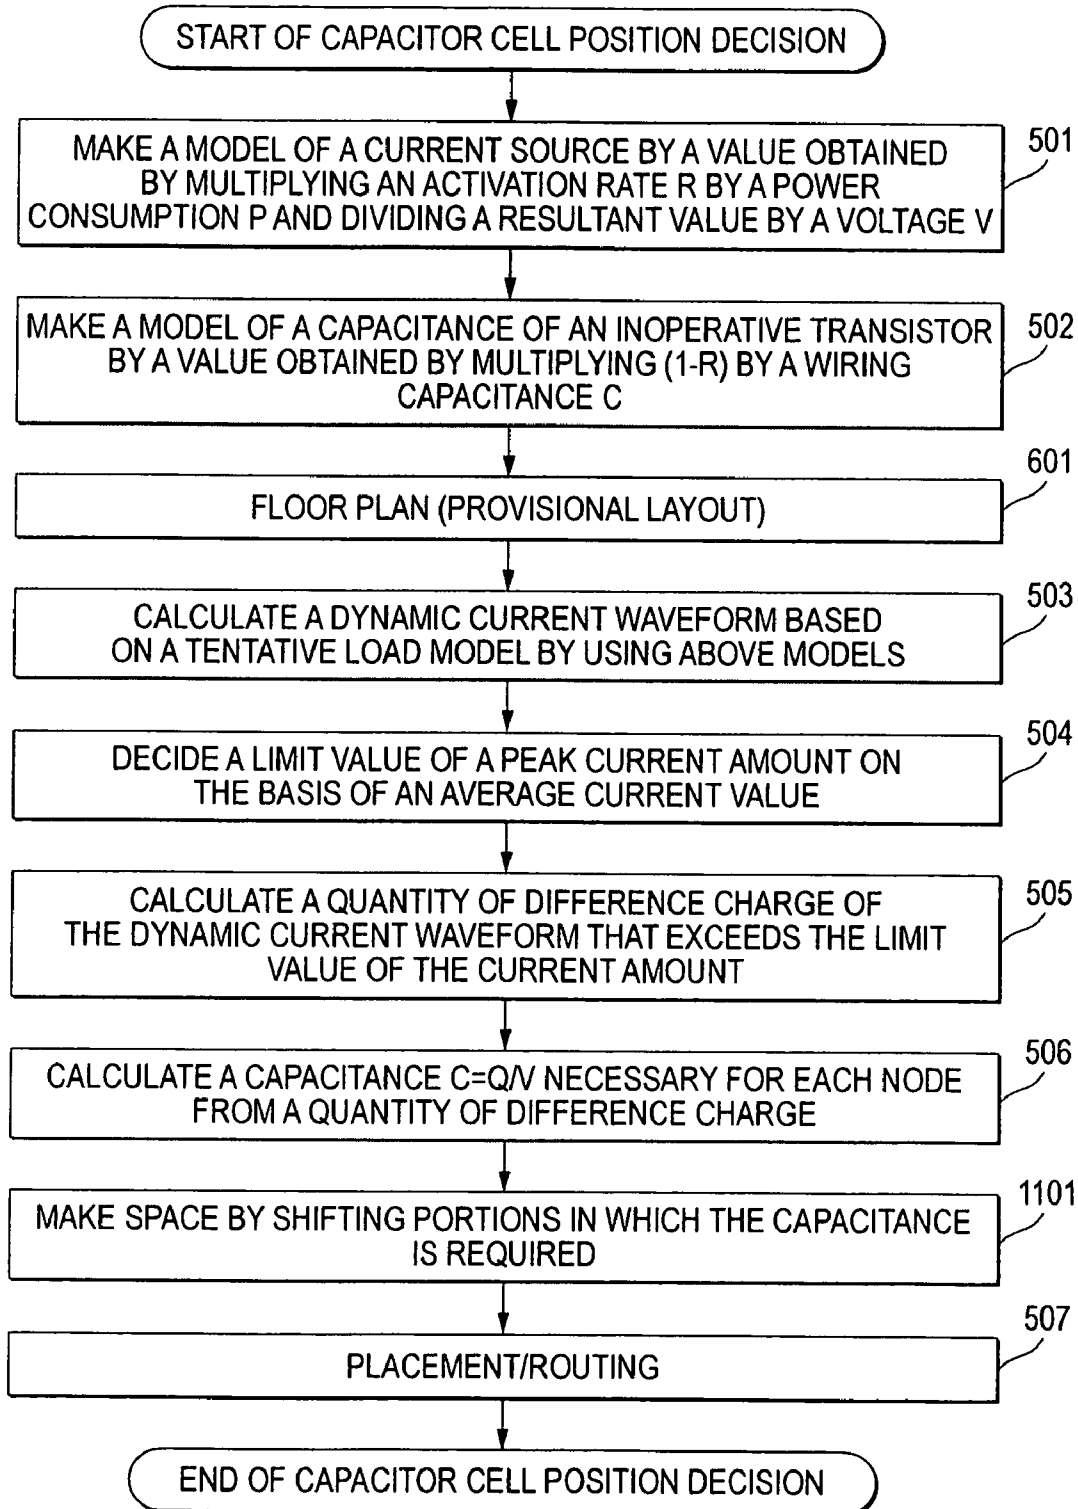 START OF CAPACITOR CELL POSITION DECISION
501
MAKE A MODEL OF A CURRENT SOURCE BY A VALUE OBTAINED
BY MULTIPLYING AN ACTIVATION RATE R BY A POWER
CONSUMPTION P AND DIVIDING A RESULTANT VALUE BY A VOLTAGE V
502
MAKE A MODEL OF A CAPACITANCE OF AN INOPERATIVE TRANSISTOR
BY A VALUE OBTAINED BY MULTIPLYING (1-R) BY A WIRING
CAPACITANCE C
601
FLOOR PLAN (PROVISIONAL LAYOUT)
503
CALCULATE A DYNAMIC CURRENT WAVEFORM BASED
ON A TENTATIVE LOAD MODEL BY USING ABOVE MODELS
504
DECIDE A LIMIT VALUE OF A PEAK CURRENT AMOUNT ON
THE BASIS OF AN AVERAGE CURRENT VALUE
505
CALCULATE A QUANTITY OF DIFFERENCE CHARGE OF
THE DYNAMIC CURRENT WAVEFORM THAT EXCEEDS THE LIMIT
VALUE OF THE CURRENT AMOUNT
506
CALCULATE A CAPACITANCE C=Q/V NECESSARY FOR EACH NODE
FROM A QUANTITY OF DIFFERENCE CHARGE
1101
MAKE SPACE BY SHIFTING PORTIONS IN WHICH THE CAPACITANCE
IS REQUIRED
507
PLACEMENT/ROUTING
END OF CAPACITOR CELL POSITION DECISION